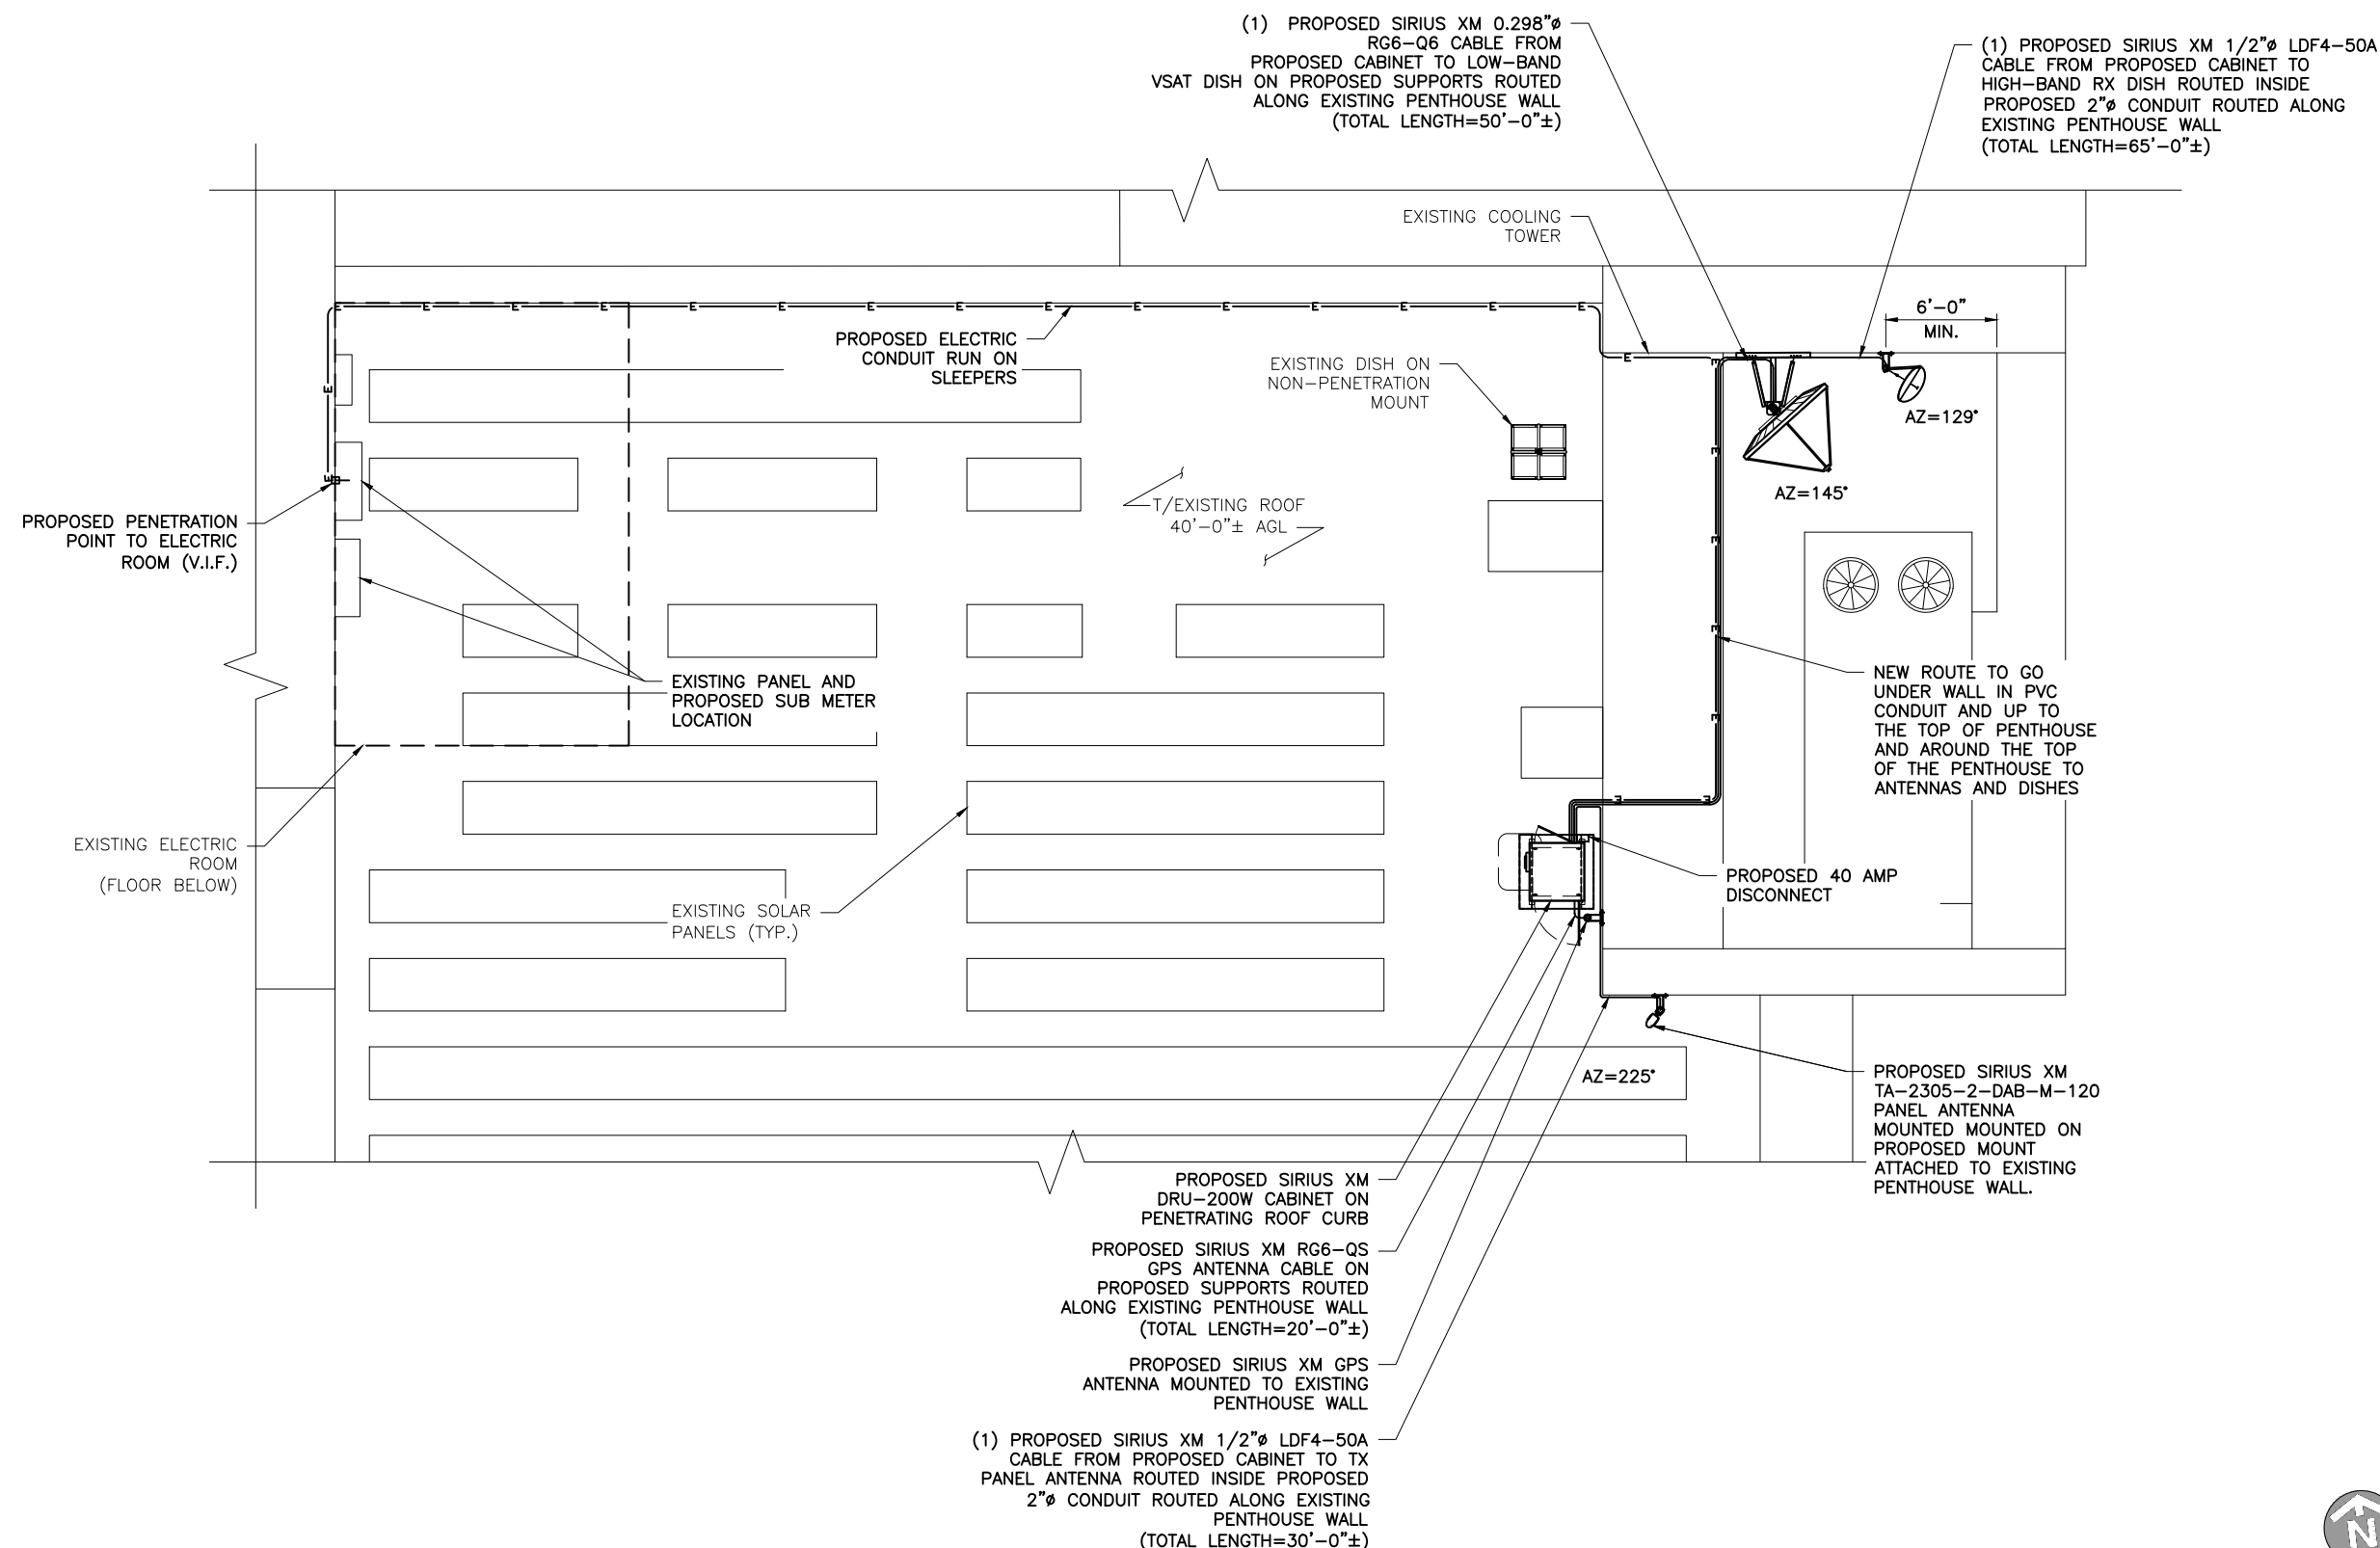 (1) PROPOSED SIRIUS XM 0.298"ø
RG6-Q6 CABLE FROM
PROPOSED CABINET TO LOW-BAND
VSAT DISH ON PROPOSED SUPPORTS ROUTED
ALONG EXISTING PENTHOUSE WALL
(TOTAL LENGTH=50'-0"±)
(1) PROPOSED SIRIUS XM 1/2"ø LDF4-50A
CABLE FROM PROPOSED CABINET TO
HIGH-BAND RX DISH ROUTED INSIDE
PROPOSED 2"ø CONDUIT ROUTED ALONG
EXISTING PENTHOUSE WALL
(TOTAL LENGTH=65'-0"±)
EXISTING COOLING
TOWER
6'-0"
MIN.
E E E E E E E E E E E E E E E
PROPOSED ELECTRIC
CONDUIT RUN ON
SLEEPERS
EXISTING DISH ON
NON-PENETRATION
MOUNT
E
E
E
E
E
E
E
E
E
E
E
AZ=129°
AZ=145°
T/EXISTING ROOF
40'-0"± AGL
PROPOSED PENETRATION
POINT TO ELECTRIC
ROOM (V.I.F.)
EXISTING PANEL AND
PROPOSED SUB METER
LOCATION
NEW ROUTE TO GO
UNDER WALL IN PVC
CONDUIT AND UP TO
THE TOP OF PENTHOUSE
AND AROUND THE TOP
OF THE PENTHOUSE TO
ANTENNAS AND DISHES
EXISTING ELECTRIC
ROOM
(FLOOR BELOW)
PROPOSED 40 AMP
DISCONNECT
EXISTING SOLAR
PANELS (TYP.)
AZ=225°
PROPOSED SIRIUS XM
TA-2305-2-DAB-M-120
PANEL ANTENNA
MOUNTED MOUNTED ON
PROPOSED MOUNT
ATTACHED TO EXISTING
PENTHOUSE WALL.
PROPOSED SIRIUS XM
DRU-200W CABINET ON
PENETRATING ROOF CURB
PROPOSED SIRIUS XM RG6-QS
GPS ANTENNA CABLE ON
PROPOSED SUPPORTS ROUTED
ALONG EXISTING PENTHOUSE WALL
(TOTAL LENGTH=20'-0"±)
PROPOSED SIRIUS XM GPS
ANTENNA MOUNTED TO EXISTING
PENTHOUSE WALL
(1) PROPOSED SIRIUS XM 1/2"ø LDF4-50A
CABLE FROM PROPOSED CABINET TO TX
PANEL ANTENNA ROUTED INSIDE PROPOSED
2"ø CONDUIT ROUTED ALONG EXISTING
PENTHOUSE WALL
(TOTAL LENGTH=30'-0"±)
N